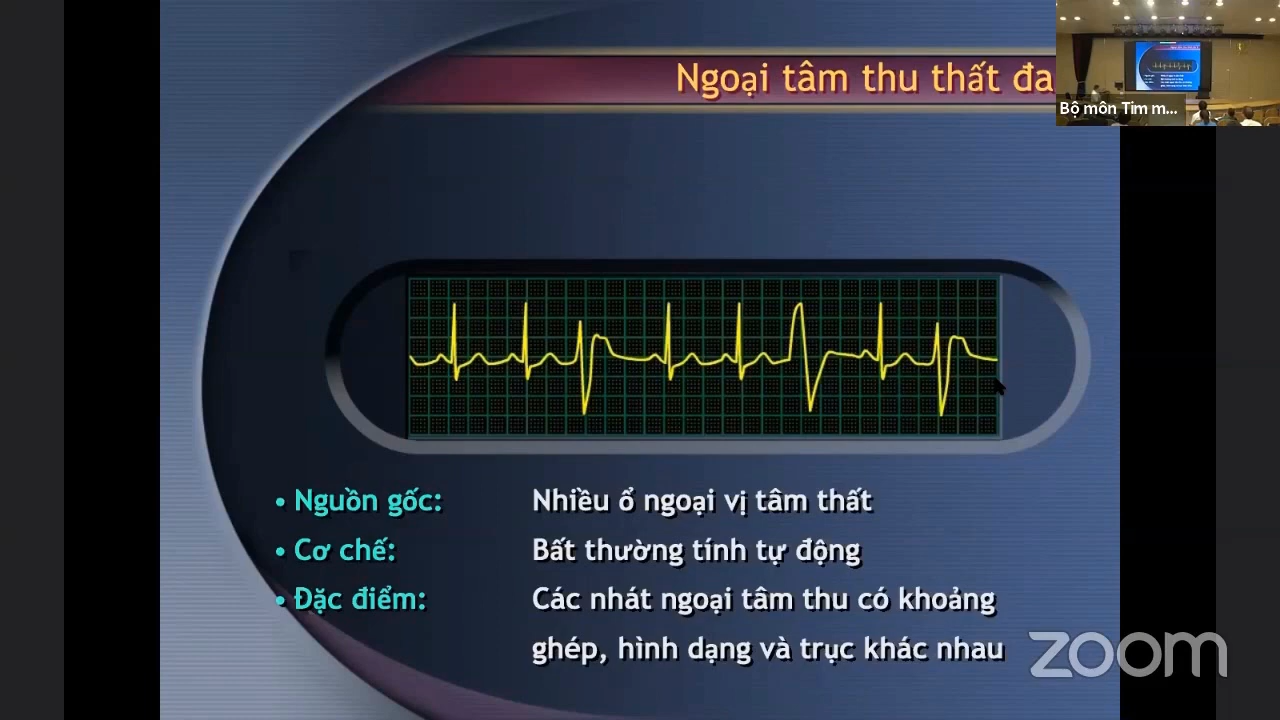 Ngoại tâm thu thất đa
Bộ môn Tim m...
• Nguồn gốc: Nhiều ổ ngoại vị tâm thất
• Cơ chế: Bất thường tính tự động
• Đặc điểm: Các nhát ngoại tâm thu có khoảng
ghép, hình dạng và trục khác nhau
zoom